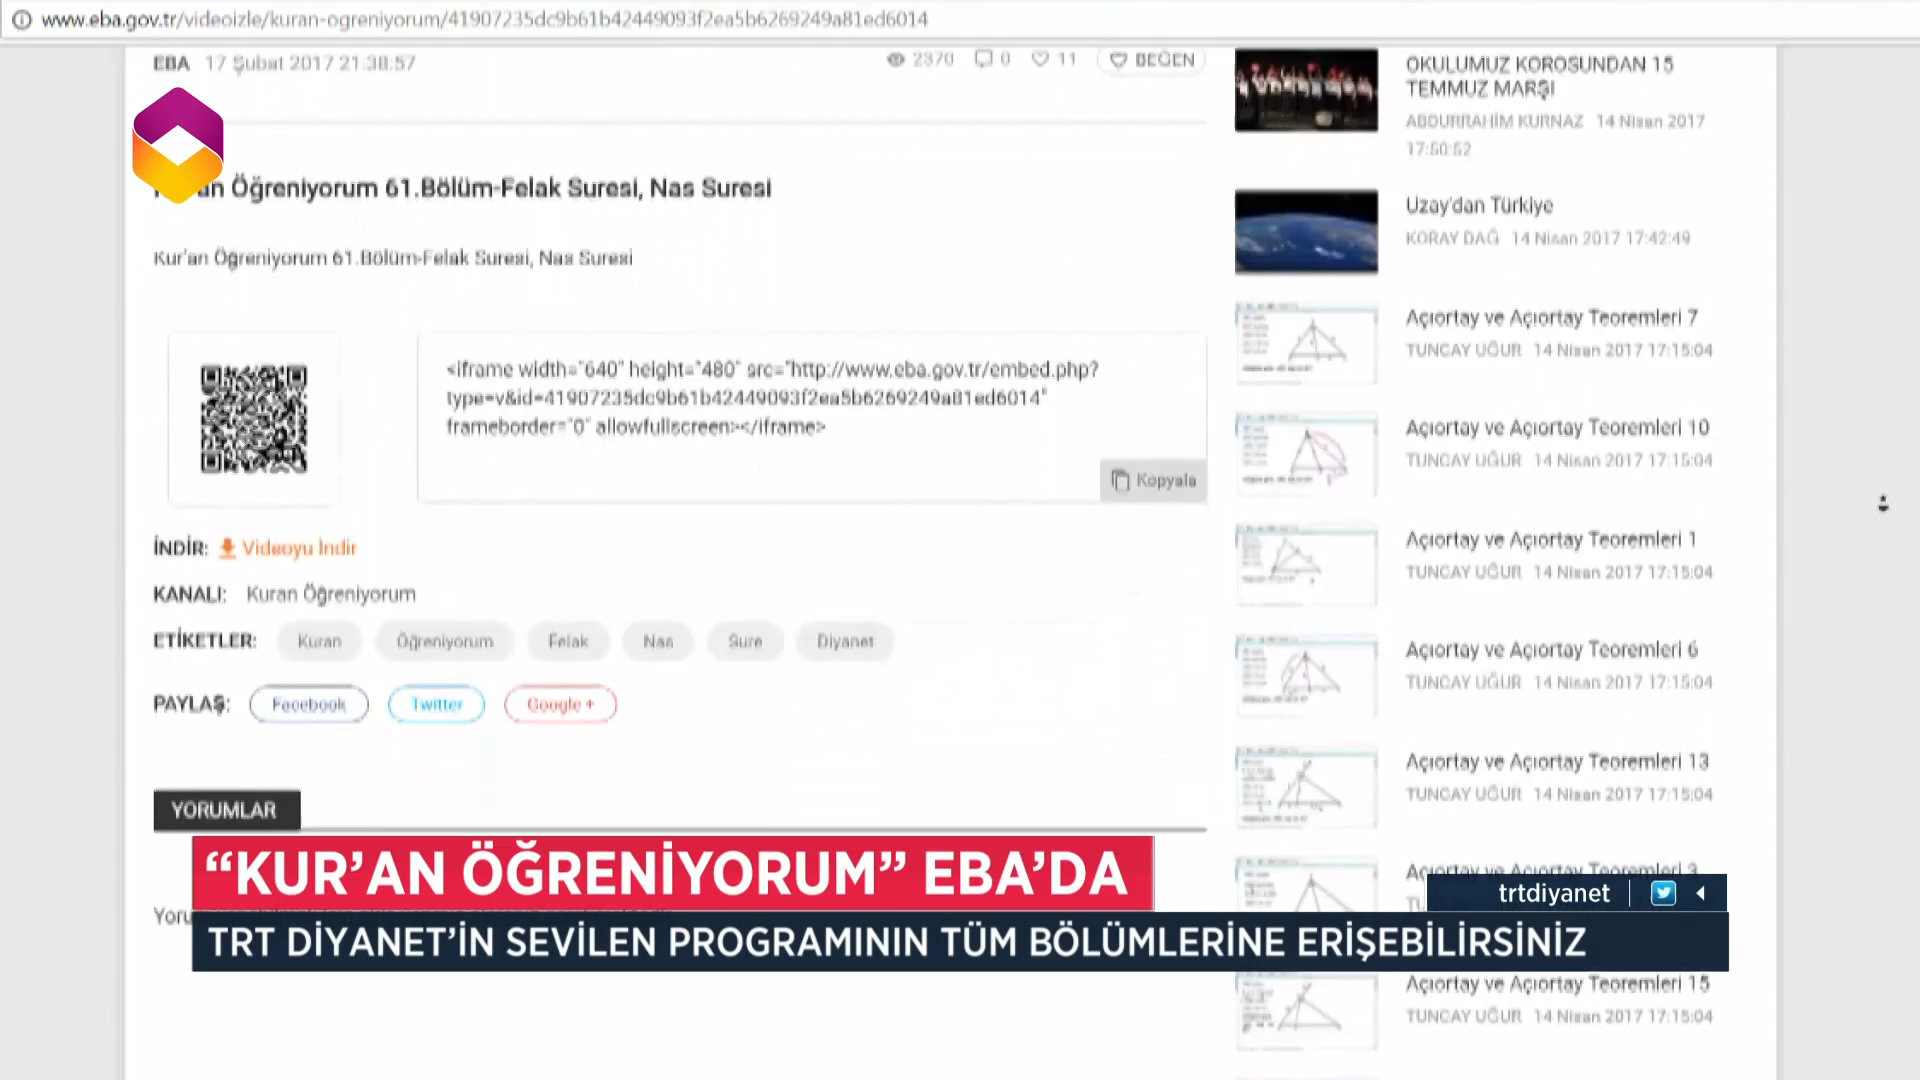 www.eba.gov.tr/videoizle/kuran-ogreniyorum/41907235dc9b61b42449093f2ea5b6269249a81ed6014
EBA 17 Şubat 2017 21:38:57
2370 0 11 BEĞEN
an Öğreniyorum 61.Bölüm-Felak Suresi, Nas Suresi
Kur'an Öğreniyorum 61.Bölüm-Felak Suresi, Nas Suresi
<iframe width="640" height="480" src="http://www.eba.gov.tr/embed.php?
type=v&id=41907235dc9b61b42449093f2ea5b6269249a81ed6014"
frameborder="0" allowfullscreen></iframe>
Kopyala
İNDİR: Videoyu İndir
KANALI: Kuran Öğreniyorum
ETİKETLER: Kuran Öğreniyorum Felak Nas Sure Diyanet
PAYLAŞ: Facebook Twitter Google +
YORUMLAR
OKULUMUZ KOROSUNDAN 15
TEMMUZ MARŞI
ABDURRAHİM KURNAZ 14 Nisan 2017
17:50:52
Uzay'dan Türkiye
KORAY DAĞ 14 Nisan 2017 17:42:49
Açıortay ve Açıortay Teoremleri 7
TUNCAY UĞUR 14 Nisan 2017 17:15:04
Açıortay ve Açıortay Teoremleri 10
TUNCAY UĞUR 14 Nisan 2017 17:15:04
Açıortay ve Açıortay Teoremleri 1
TUNCAY UĞUR 14 Nisan 2017 17:15:04
Açıortay ve Açıortay Teoremleri 6
TUNCAY UĞUR 14 Nisan 2017 17:15:04
Açıortay ve Açıortay Teoremleri 13
TUNCAY UĞUR 14 Nisan 2017 17:15:04
Açıortay ve Açıortay Teoremleri 3
"KUR'AN ÖĞRENİYORUM" EBA'DA
trtdiyanet
TRT DİYANET'İN SEVİLEN PROGRAMININ TÜM BÖLÜMLERİNE ERİŞEBİLİRSİNİZ
Açıortay ve Açıortay Teoremleri 15
TUNCAY UĞUR 14 Nisan 2017 17:15:04